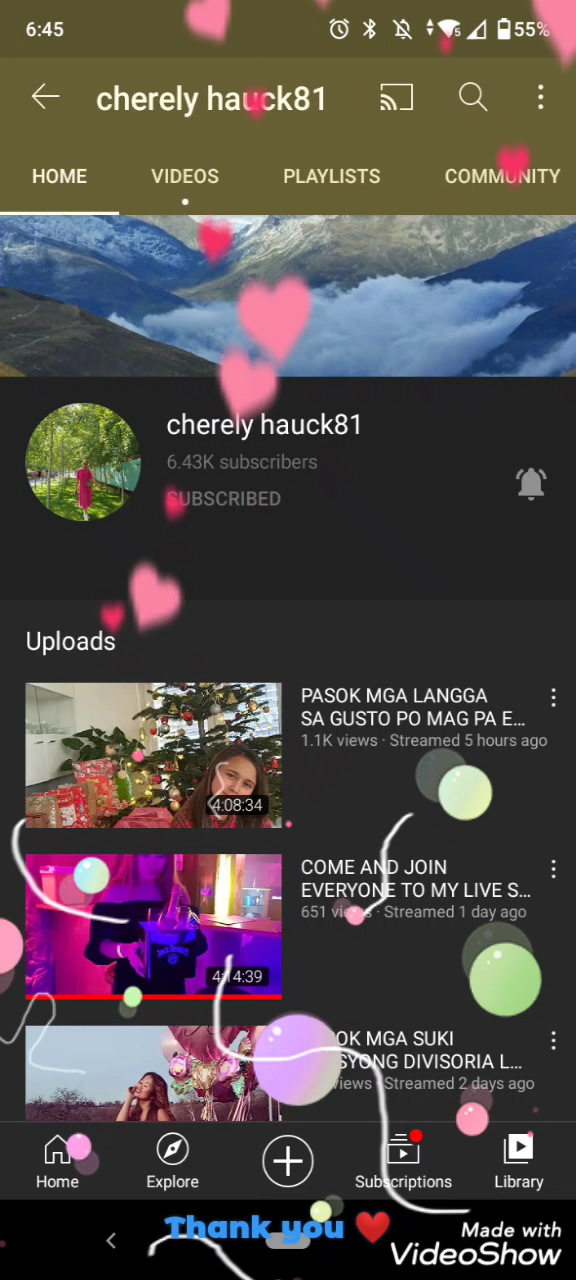 6:45
5
55%
cherely hauck81
HOME VIDEOS PLAYLISTS COMMUNITY
cherely hauck81
6.43K subscribers
SUBSCRIBED
Uploads
PASOK MGA LANGGA
SA GUSTO PO MAG PA E...
1.1K views · Streamed 5 hours ago
4:08:34
COME AND JOIN
EVERYONE TO MY LIVE S...
651 views · Streamed 1 day ago
4:14:39
OK MGA SUKI
SYONG DIVISORIA L...
views · Streamed 2 days ago
Home Explore Subscriptions Library
Thank you ❤️
Made with
VideoShow